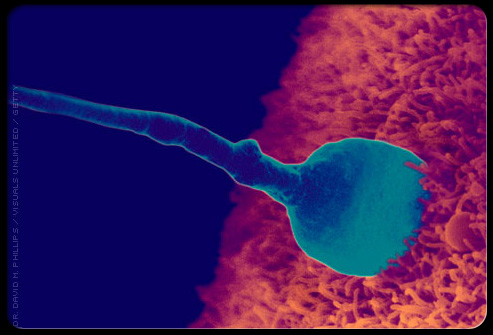 DR. DAVID M. PHILLIPS / VISUALS UNLIMITED / GETTY